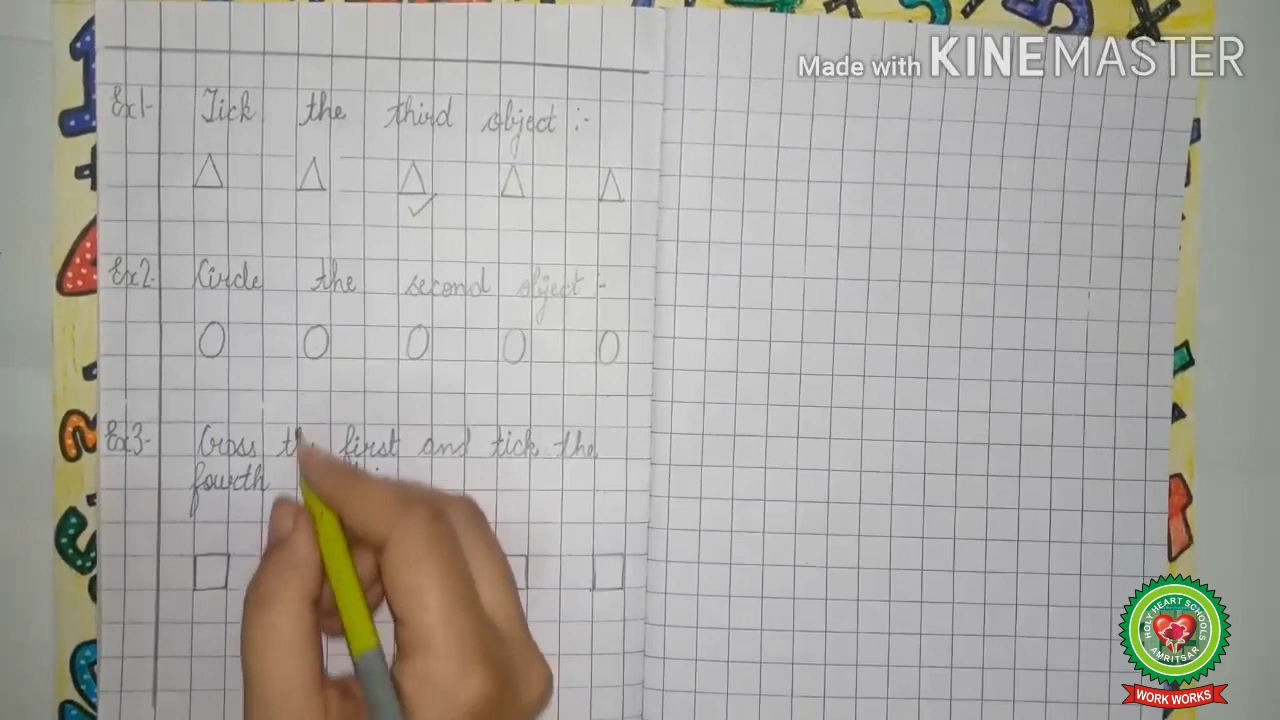 Made with KINEMASTER
Ex1- Tick the third object :-
Ex2- Circle the second object :-
Ex3- Cross the first and tick the
fourth
HOLY HEART SCHOOLS
AMRITSAR
WORK WORKS